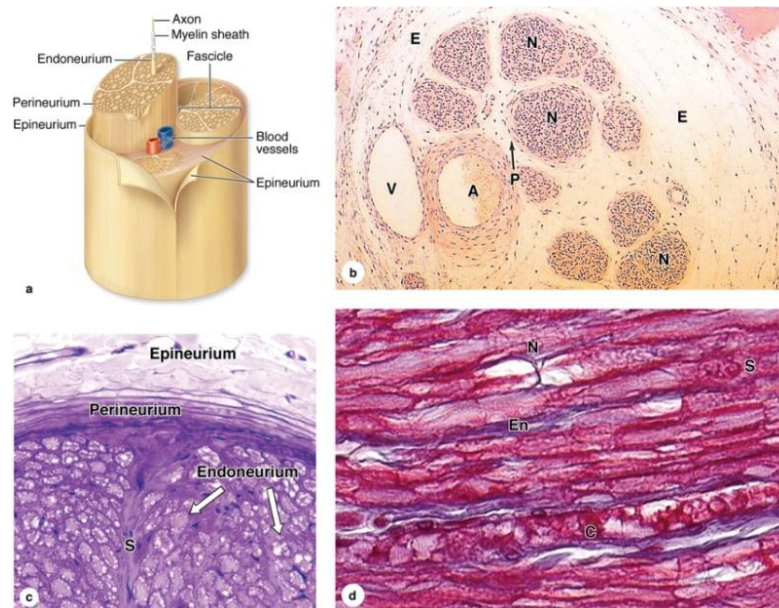 Axon
Myelin sheath
Endoneurium
Fascicle
Perineurium
Epineurium
Blood
vessels
Epineurium
a
E
N
N
E
V
A
P
N
b
Epineurium
Perineurium
Endoneurium
S
c
N
S
En
C
d